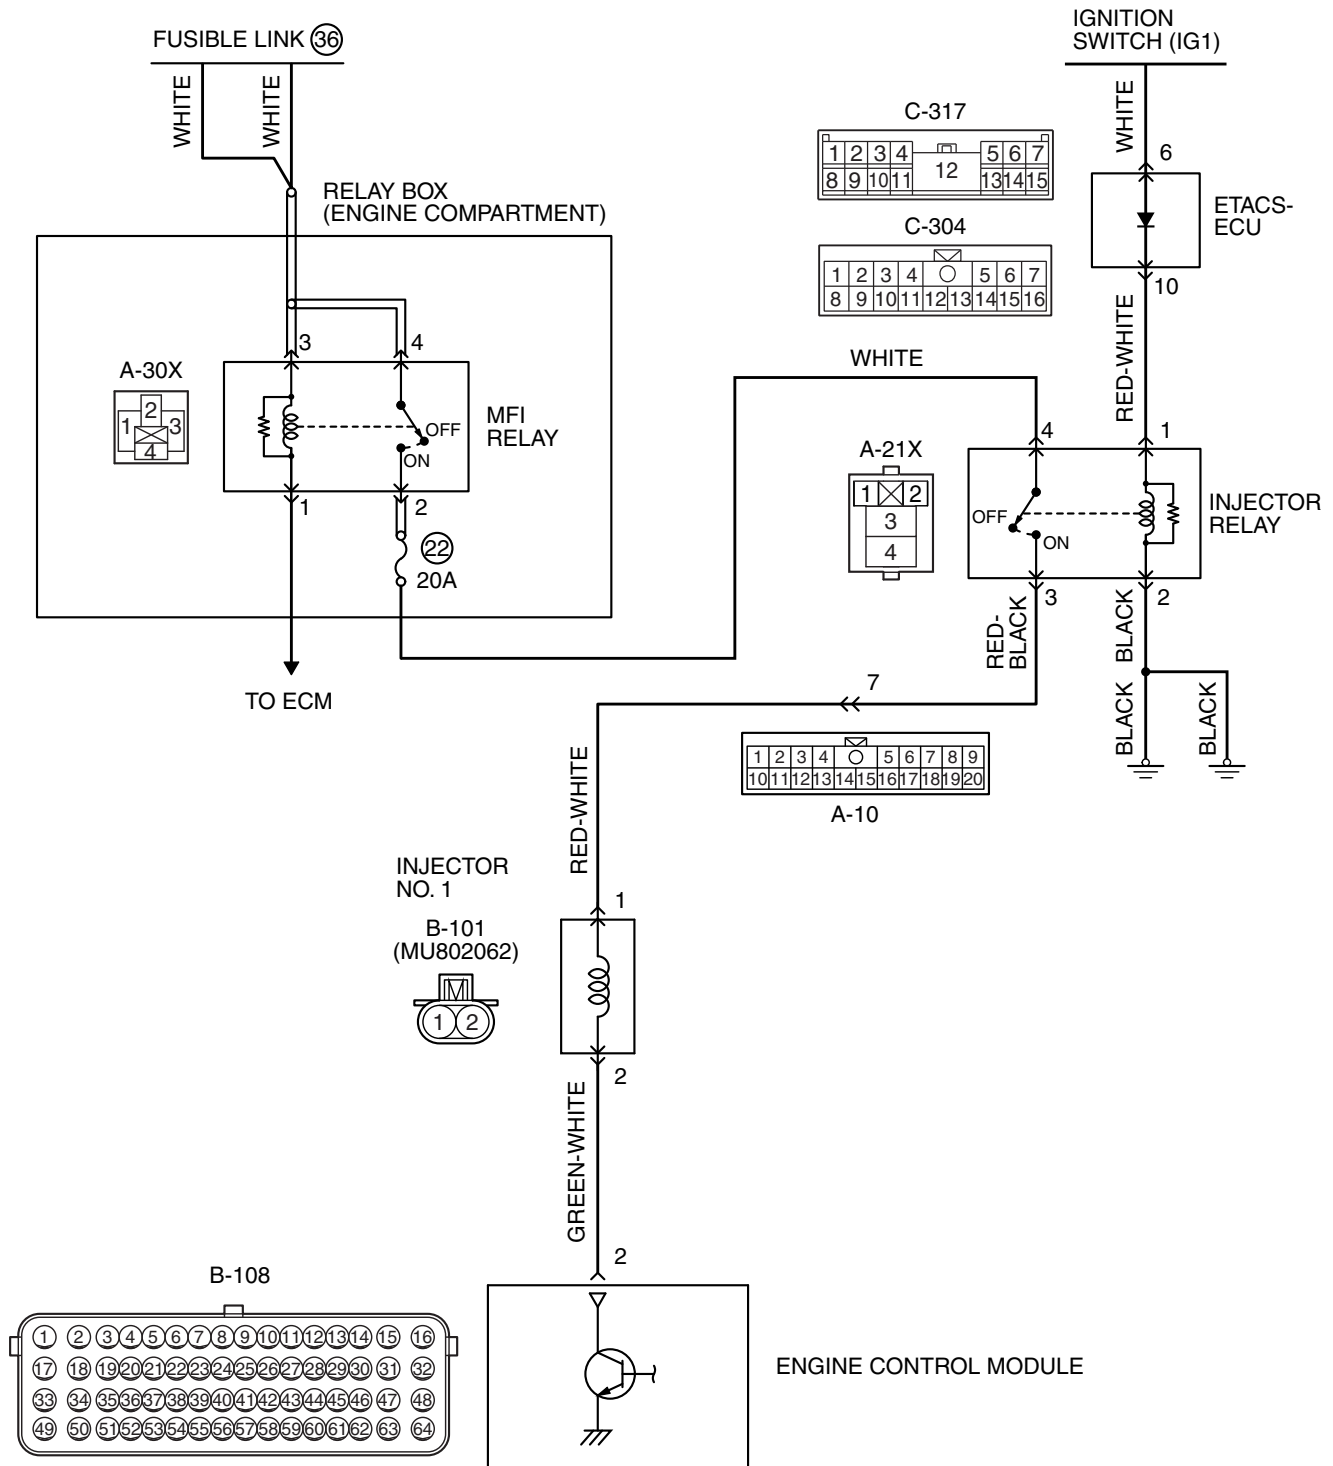 FUSIBLE LINK 36
IGNITION
SWITCH (IG1)
WHITE
WHITE
WHITE
C-317
1 2 3 4 5 6 7
12
8 9 10 11 13 14 15
6
ETACS-
ECU
10
RELAY BOX
(ENGINE COMPARTMENT)
C-304
1 2 3 4 5 6 7
8 9 10 11 12 13 14 15 16
RED-WHITE
3
4
WHITE
A-30X
2
1 3
4
OFF
ON
MFI
RELAY
1
2
22
20A
TO ECM
4
1
A-21X
1 2
3
4
OFF
ON
INJECTOR
RELAY
3
2
RED-
BLACK
BLACK
BLACK
BLACK
7
1 2 3 4 5 6 7 8 9
10 11 12 13 14 15 16 17 18 19 20
A-10
RED-WHITE
INJECTOR
NO. 1
B-101
(MU802062)
1 2
1
2
GREEN-WHITE
2
B-108
1 2 3 4 5 6 7 8 9 10 11 12 13 14 15 16
17 18 19 20 21 22 23 24 25 26 27 28 29 30 31 32
33 34 35 36 37 38 39 40 41 42 43 44 45 46 47 48
49 50 51 52 53 54 55 56 57 58 59 60 61 62 63 64
ENGINE CONTROL MODULE